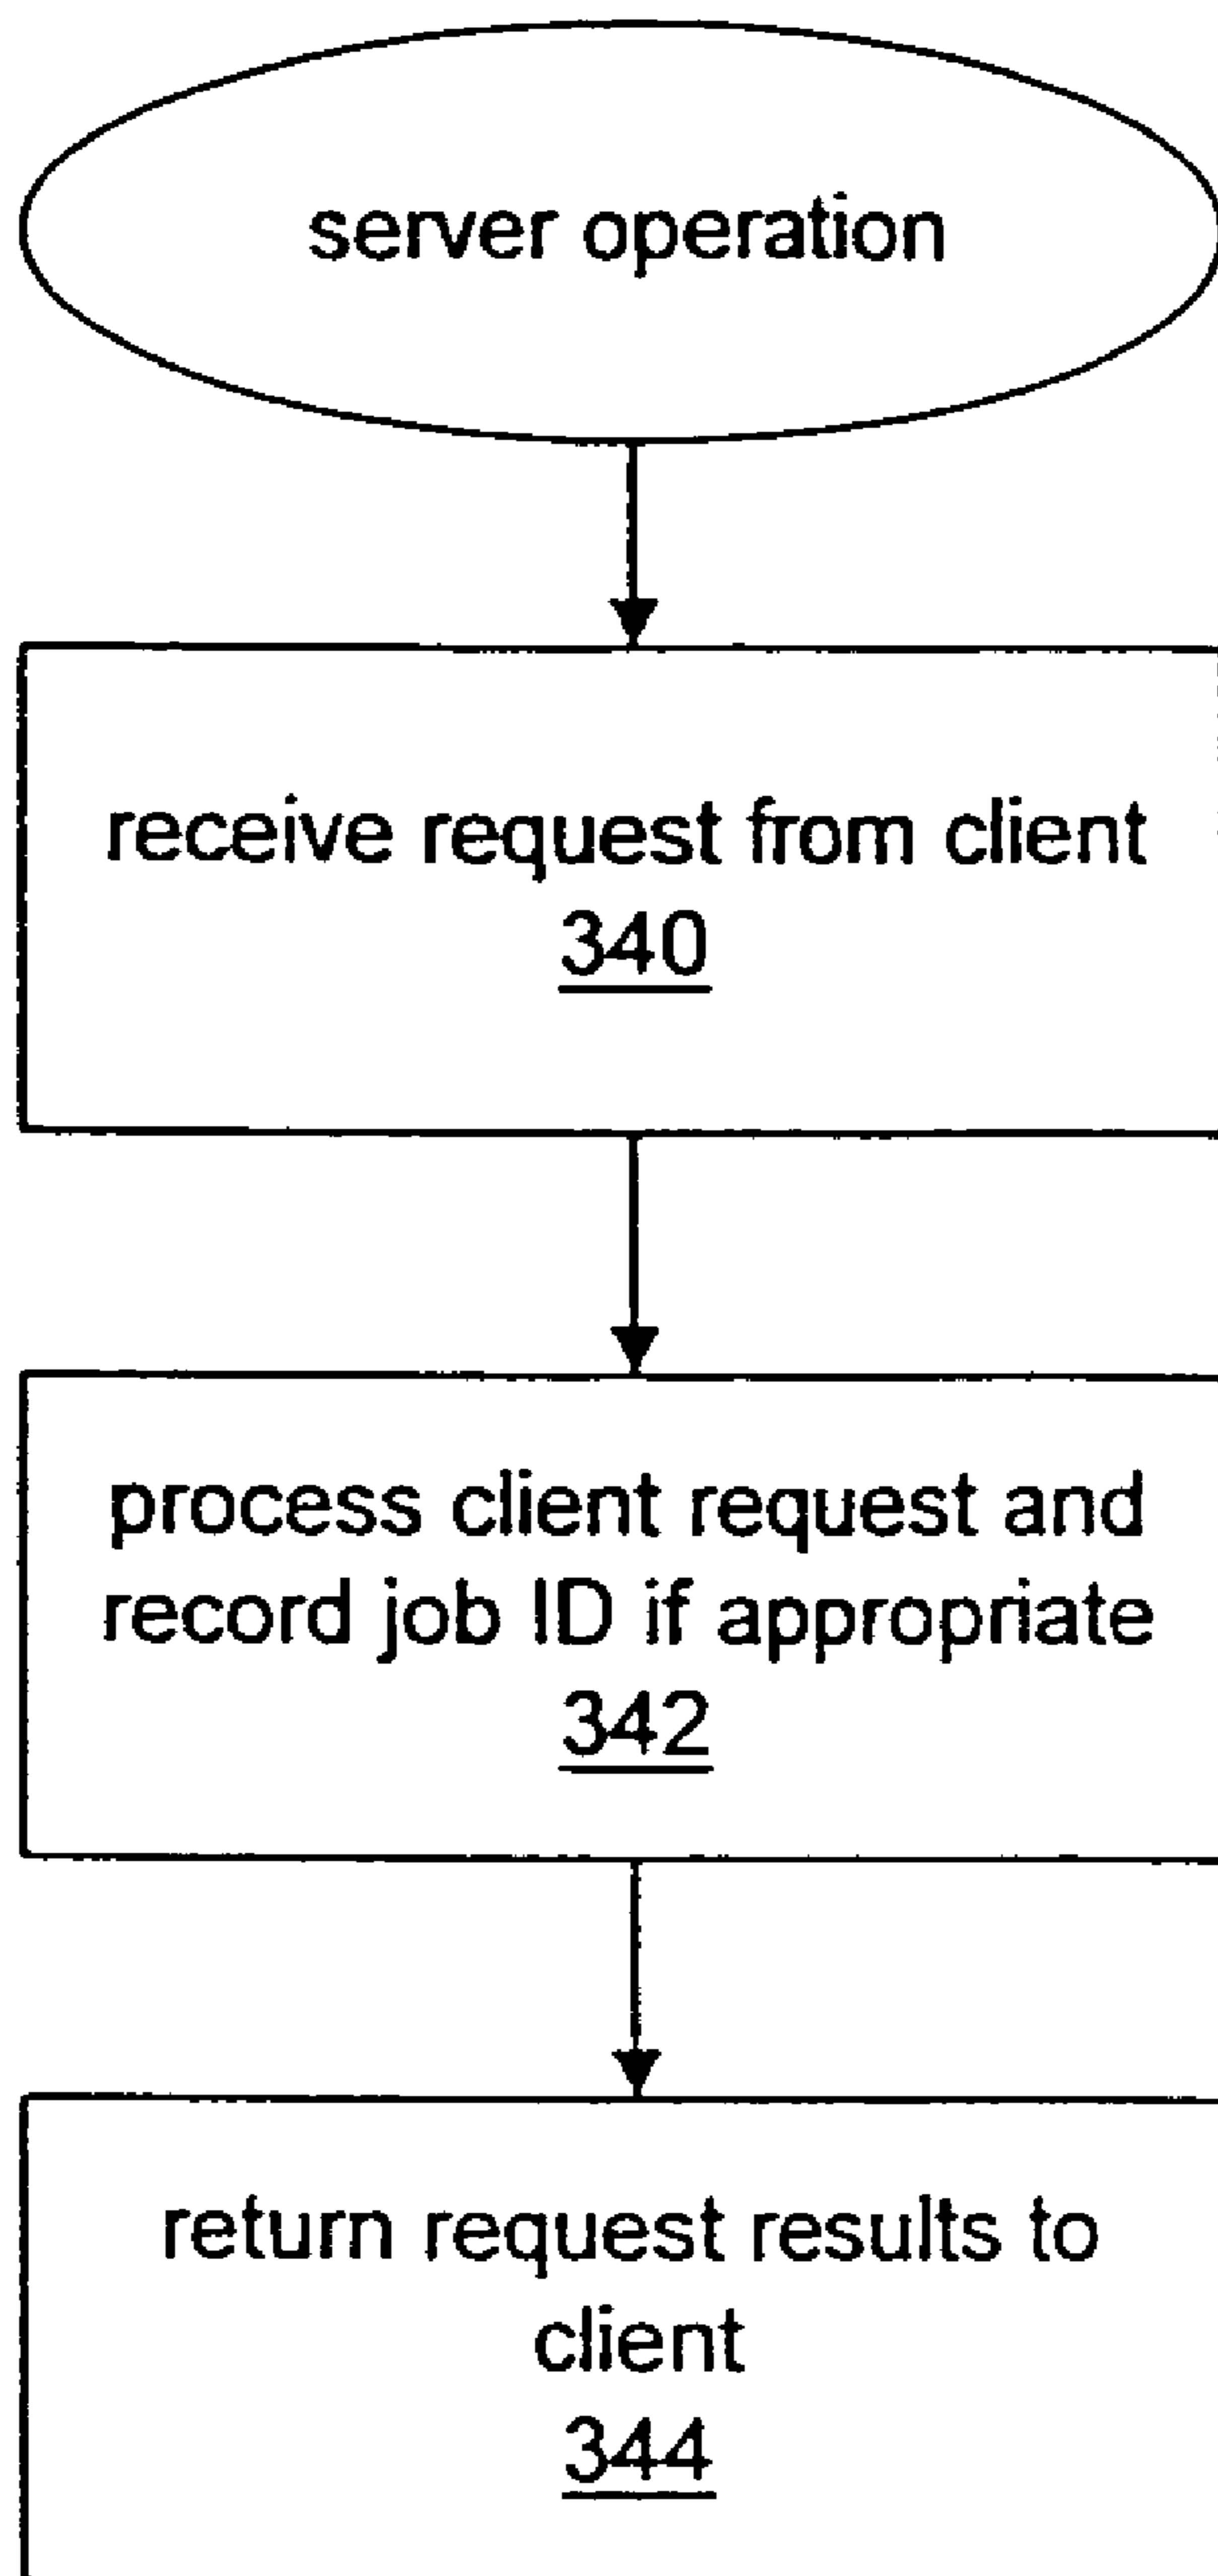 server operation
receive request from client
340
process client request and
record job ID if appropriate
342
return request results to
client
344